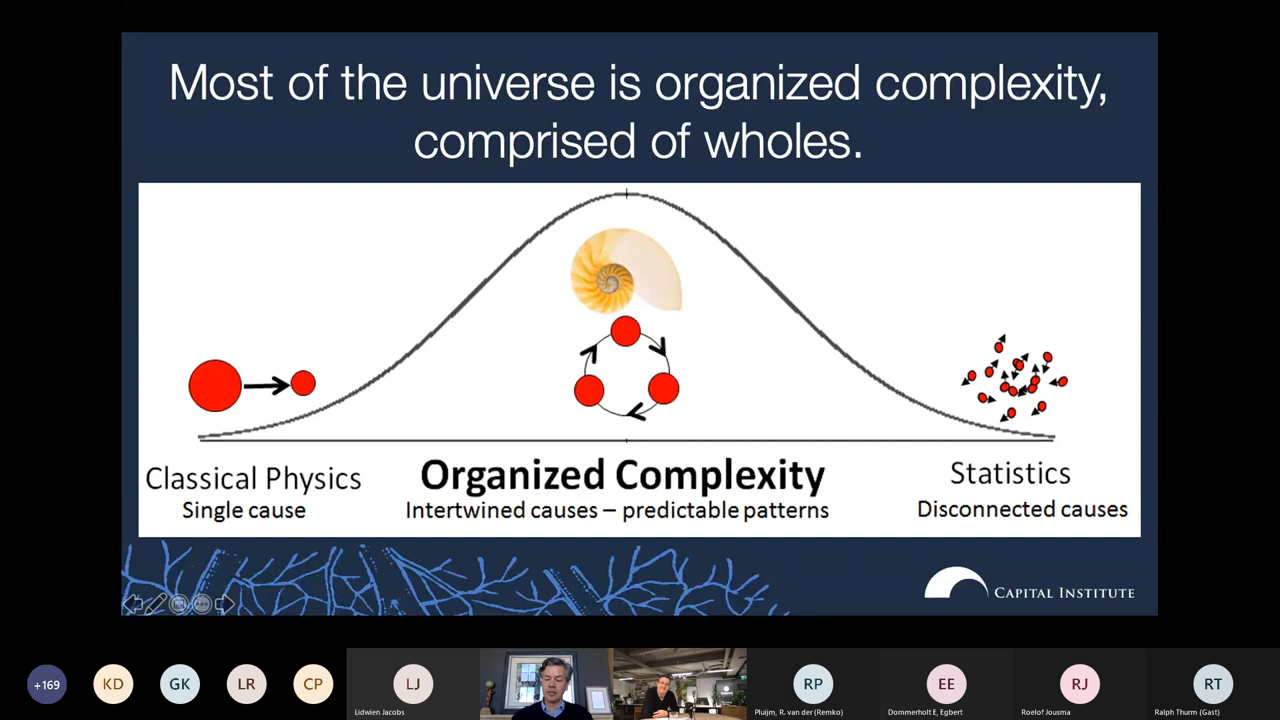 Most of the universe is organized complexity,
comprised of wholes.
Classical Physics
Single cause
Organized Complexity
Intertwined causes – predictable patterns
Statistics
Disconnected causes
CAPITAL INSTITUTE
+169
KD
GK
LR
CP
LJ
Lidwien Jacobs
RP
Pluijm, R. van der (Remko)
EE
Dommerholt E, Egbert
RJ
Roelof Jousma
RT
Ralph Thurm (Gast)